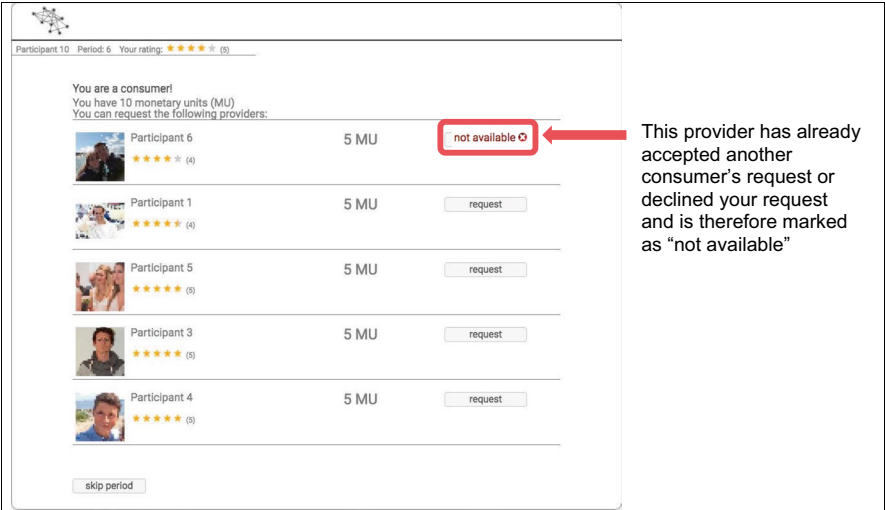 Participant 10 Period: 6 Your rating: ★★★★★ (5)
You are a consumer!
You have 10 monetary units (MU)
You can request the following providers:
Participant 6
★★★★★ (4)
5 MU
not available
This provider has already
accepted another
consumer's request or
declined your request
and is therefore marked
as “not available”
Participant 1
★★★★★ (4)
5 MU
request
Participant 5
★★★★★ (5)
5 MU
request
Participant 3
★★★★★ (5)
5 MU
request
Participant 4
★★★★★ (5)
5 MU
request
skip period